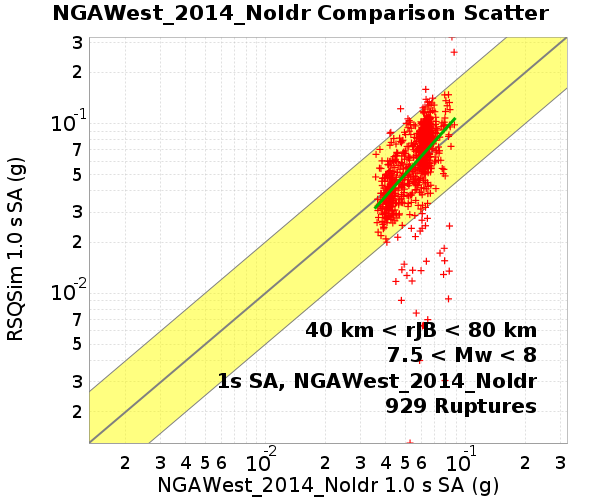 NGAWest_2014_NoIdr Comparison Scatter
3
2
10-1
7
5
3
2
10-2
7
5
3
2
RSQSim 1.0 s SA (g)
40 km < rJB < 80 km
7.5 < Mw < 8
1s SA, NGAWest_2014_NoIdr
929 Ruptures
2 3 4 5 6 10-2 2 3 4 5 6 10-1 2 3
NGAWest_2014_NoIdr 1.0 s SA (g)